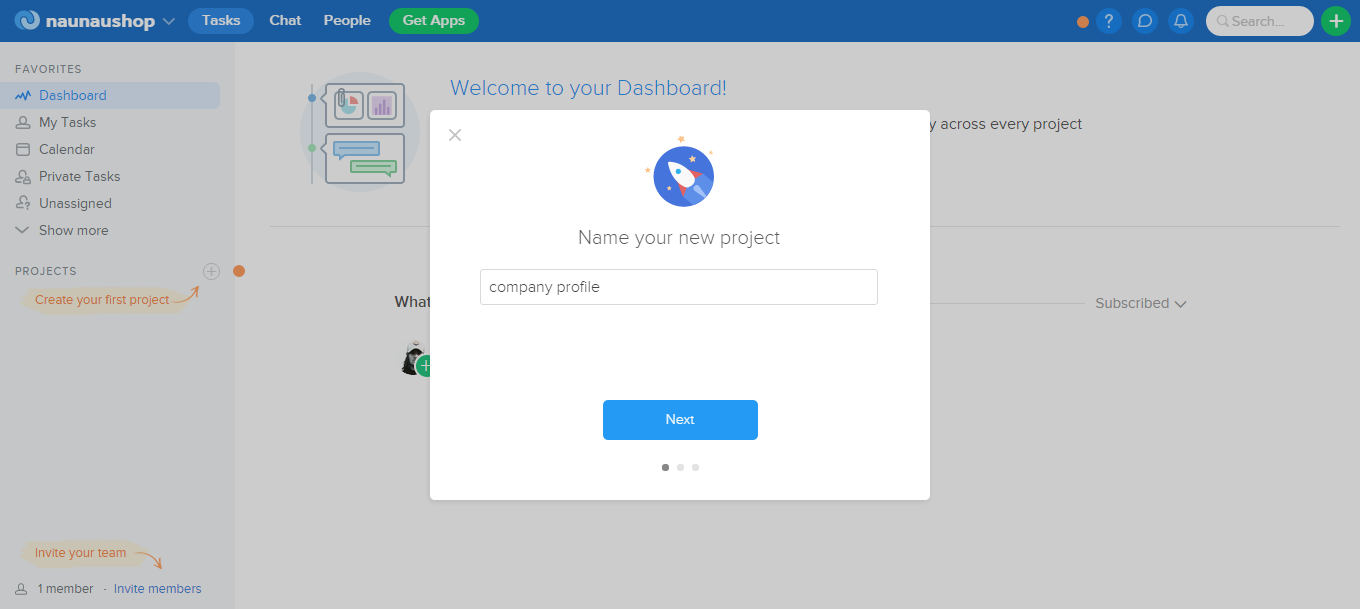 naunaushop
Tasks
Chat
People
Get Apps
?
Search...
FAVORITES
Dashboard
My Tasks
Calendar
Private Tasks
Unassigned
Show more
PROJECTS
Create your first project
Invite your team
1 member · Invite members
Welcome to your Dashboard!
y across every project
What
Subscribed
Name your new project
company profile
Next